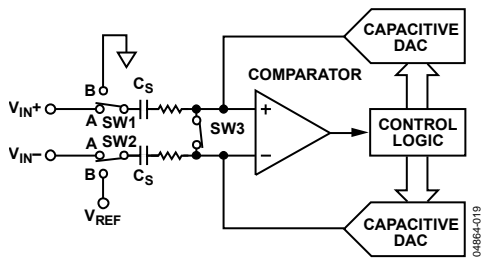 CAPACITIVE
DAC
COMPARATOR
B
CS
VIN+
A SW1
+
SW3
CONTROL
LOGIC
A SW2
VIN−
−
B
CS
VREF
CAPACITIVE
DAC
04864-019